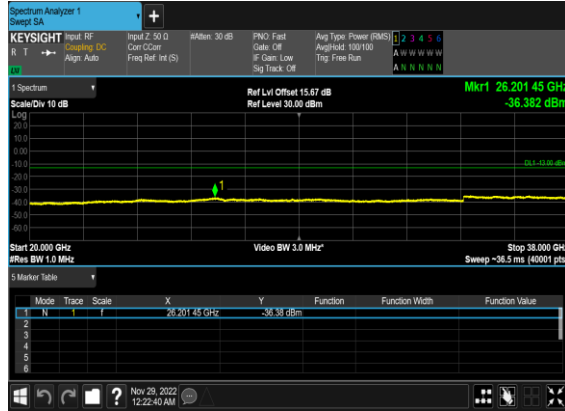 Spectrum Analyzer 1
Swept SA
+
KEYSIGHT Input: RF Input Z: 50 Ω #Atten: 30 dB PNO: Fast Avg Type: Power (RMS) 1 2 3 4 5 6
R T Coupling: DC Corr CCorr Gate: Off Avg|Hold: 100/100 A W W W W W
Align: Auto Freq Ref: Int (S) IF Gain: Low Trig: Free Run
LV Sig Track: Off A N N N N N
1 Spectrum Ref Lvl Offset 15.67 dB Mkr1 26.201 45 GHz
Scale/Div 10 dB Ref Level 30.00 dBm -36.382 dBm
Log
20.0
10.0
0.00
-10.0 DL1 -13.00 dBm
-20.0
-30.0 1
-40.0
-50.0
-60.0
Start 20.000 GHz Video BW 3.0 MHz* Stop 38.000 GHz
#Res BW 1.0 MHz Sweep ~36.5 ms (40001 pts)
5 Marker Table
Mode Trace Scale X Y Function Function Width Function Value
1 N 1 f 26.201 45 GHz -36.38 dBm
2
3
4
5
6
? Nov 29, 2022
12:22:40 AM